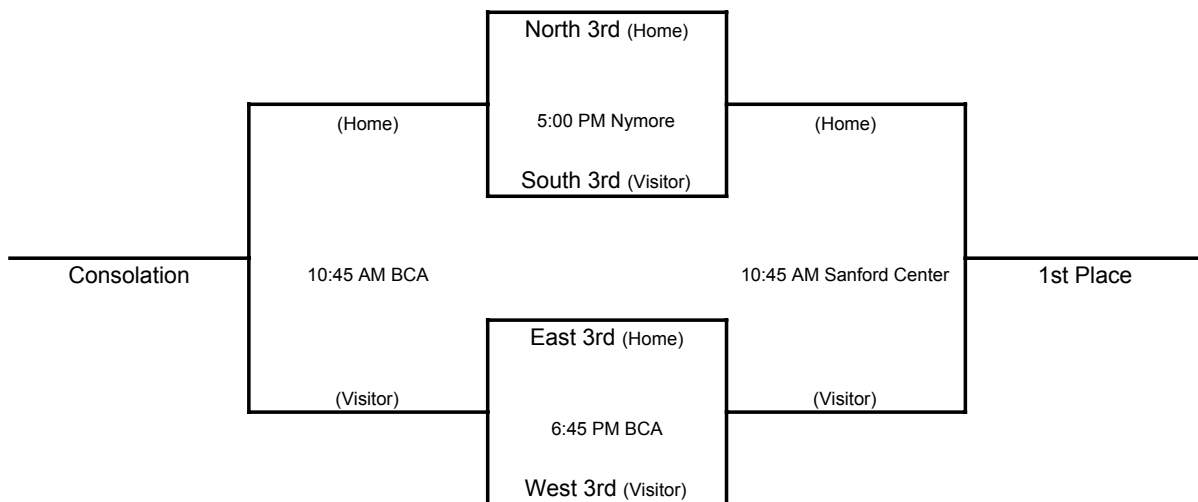 North 3rd (Home)
(Home)
5:00 PM Nymore
(Home)
South 3rd (Visitor)
Consolation
10:45 AM BCA
10:45 AM Sanford Center
1st Place
East 3rd (Home)
(Visitor)
(Visitor)
6:45 PM BCA
West 3rd (Visitor)